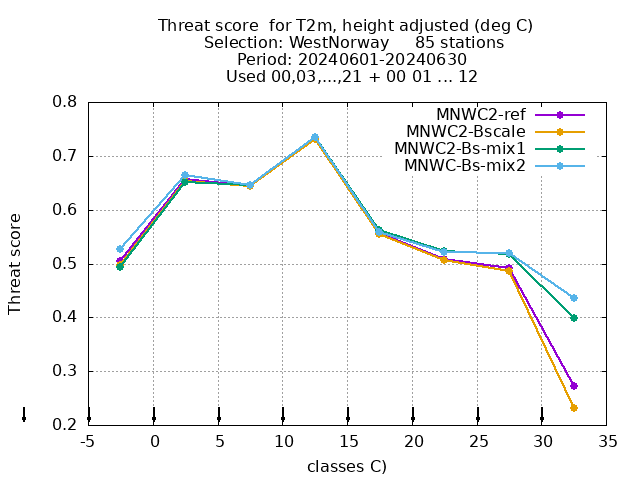 Threat score  for T2m, height adjusted (deg C)
Selection: WestNorway     85 stations
Period: 20240601-20240630
Used 00,03,...,21 + 00 01 ... 12
MNWC2-ref
MNWC2-Bscale
MNWC2-Bs-mix1
MNWC-Bs-mix2
Threat score
0.8
0.7
0.6
0.5
0.4
0.3
0.2
-5 0 5 10 15 20 25 30 35
classes C)